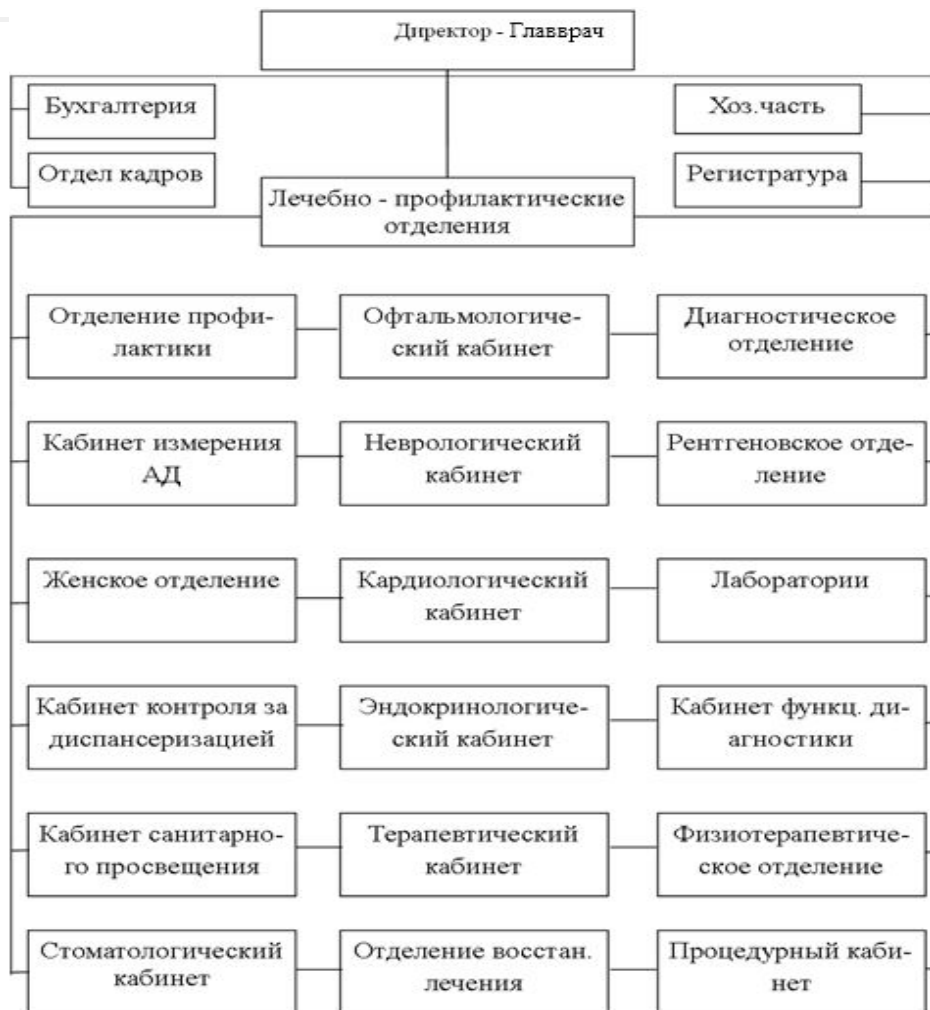 Директор - Главврач
Бухгалтерия
Хоз.часть
Отдел кадров
Регистратура
Лечебно - профилактические
отделения
Отделение профи-
лактики
Офтальмологиче-
ский кабинет
Диагностическое
отделение
Кабинет измерения
АД
Неврологический
кабинет
Рентгеновское отде-
ление
Женское отделение
Кардиологический
кабинет
Лаборатории
Кабинет контроля за
диспансеризацией
Эндокринологиче-
ский кабинет
Кабинет функц. ди-
агностики
Кабинет санитарно-
го просвещения
Терапевтический
кабинет
Физиотерапевтиче-
ское отделение
Стоматологический
кабинет
Отделение восстан.
лечения
Процедурный каби-
нет